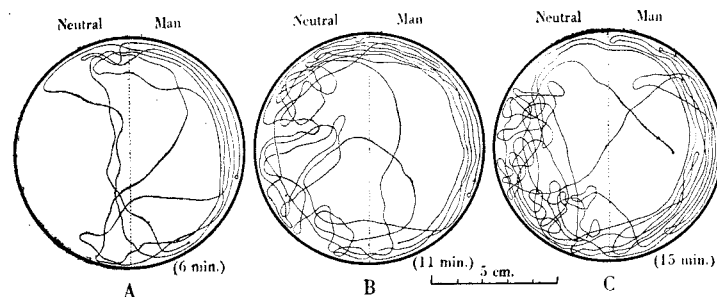 Neutral Man
Neutral Man
Neutral Man
(6 min.)
(11 min.)
(15 min.)
5 cm.
A
B
C